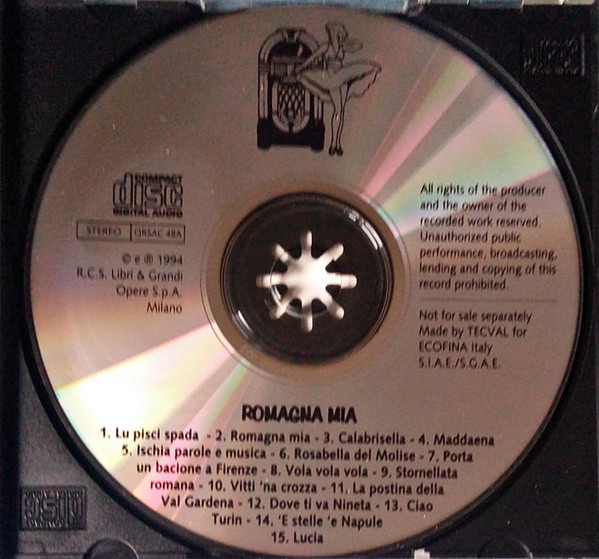 COMPACT
disc
DIGITAL AUDIO
STEREO ORSAC 48A
© e ℗ 1994
R.C.S. Libri & Grandi
Opere S.p.A.
Milano
All rights of the producer
and the owner of the
recorded work reserved.
Unauthorized public
performance, broadcasting,
lending and copying of this
record prohibited.
Not for sale separately
Made by TECVAL for
ECOFINA Italy
S.I.A.E./S.G.A.E.
ROMAGNA MIA
1. Lu pisci spada - 2. Romagna mia - 3. Calabrisella - 4. Maddaena
5. Ischia parole e musica - 6. Rosabella del Molise - 7. Porta
un bacione a Firenze - 8. Vola vola vola - 9. Stornellata
romana - 10. Vitti 'na crozza - 11. La postina della
Val Gardena - 12. Dove ti va Nineta - 13. Ciao
Turin - 14. 'E stelle 'e Napule
15. Lucia
disc